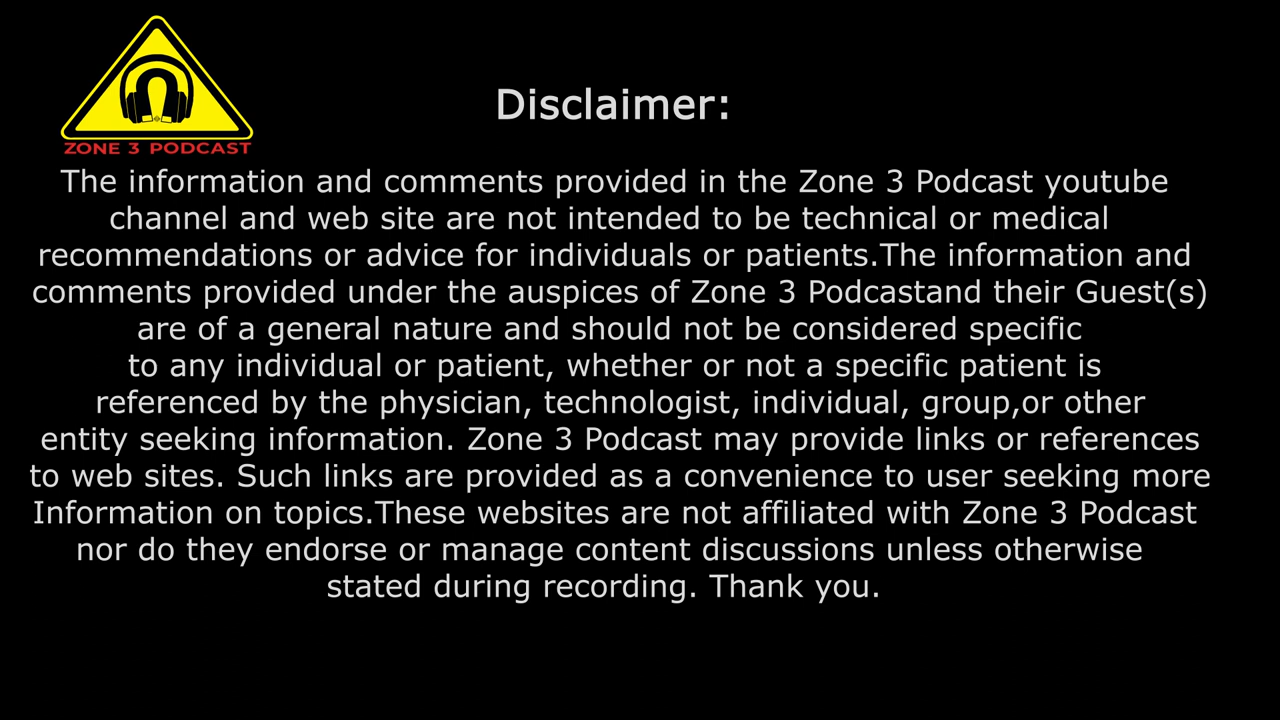 ZONE 3 PODCAST
Disclaimer:
The information and comments provided in the Zone 3 Podcast youtube
channel and web site are not intended to be technical or medical
recommendations or advice for individuals or patients.The information and
comments provided under the auspices of Zone 3 Podcastand their Guest(s)
are of a general nature and should not be considered specific
to any individual or patient, whether or not a specific patient is
referenced by the physician, technologist, individual, group,or other
entity seeking information. Zone 3 Podcast may provide links or references
to web sites. Such links are provided as a convenience to user seeking more
Information on topics.These websites are not affiliated with Zone 3 Podcast
nor do they endorse or manage content discussions unless otherwise
stated during recording. Thank you.